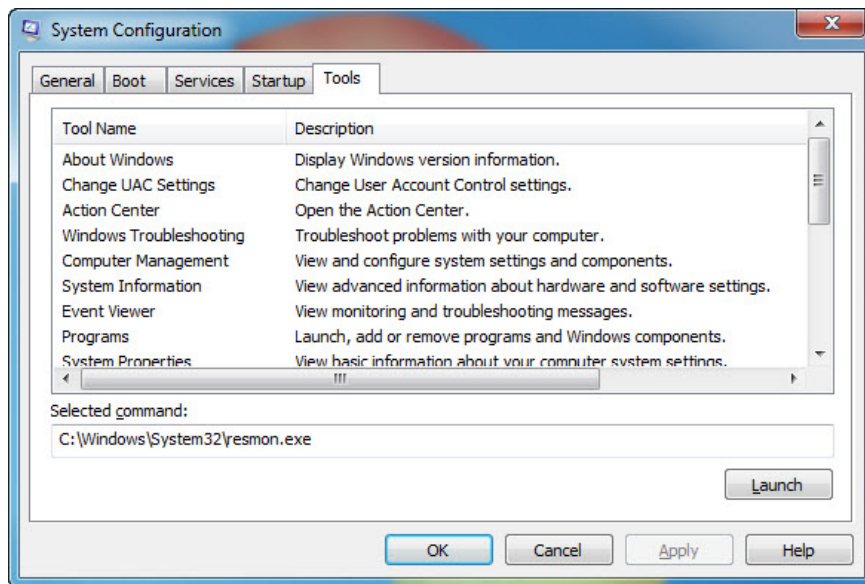 System Configuration
General Boot Services Startup Tools
Tool Name Description
About Windows Display Windows version information.
Change UAC Settings Change User Account Control settings.
Action Center Open the Action Center.
Windows Troubleshooting Troubleshoot problems with your computer.
Computer Management View and configure system settings and components.
System Information View advanced information about hardware and software settings.
Event Viewer View monitoring and troubleshooting messages.
Programs Launch, add or remove programs and Windows components.
System Properties View basic information about your computer system settings.
Selected command:
C:\Windows\System32\resmon.exe
Launch
OK Cancel Apply Help